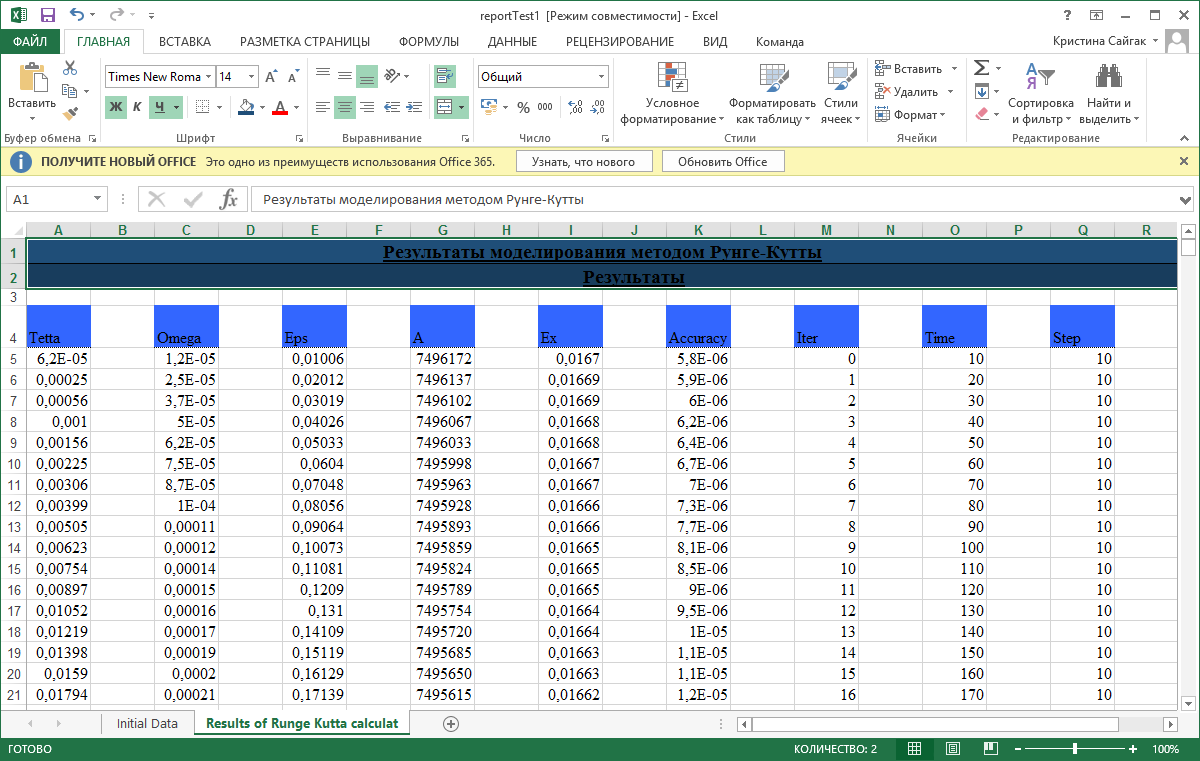 reportTest1 [Режим совместимости] - Excel
?
ФАЙЛ ГЛАВНАЯ ВСТАВКА РАЗМЕТКА СТРАНИЦЫ ФОРМУЛЫ ДАННЫЕ РЕЦЕНЗИРОВАНИЕ ВИД Команда Кристина Сайгак
Times New Roma 14 Общий
Вставить
Ж К Ч % 000
Условное форматирование
Форматировать как таблицу
Стили ячеек
Вставить
Удалить
Формат
Сортировка и фильтр
Найти и выделить
Буфер обмена Шрифт Выравнивание Число Стили Ячейки Редактирование
ПОЛУЧИТЕ НОВЫЙ OFFICE Это одно из преимуществ использования Office 365. Узнать, что нового Обновить Office
A1 fx Результаты моделирования методом Рунге-Кутты
A B C D E F G H I J K L M N O P Q R
1 Результаты моделирования методом Рунге-Кутты
2 Результаты
3
4 Tetta Omega Eps A Ex Accuracy Iter Time Step
5 6,2E-05 1,2E-05 0,01006 7496172 0,0167 5,8E-06 0 10 10
6 0,00025 2,5E-05 0,02012 7496137 0,01669 5,9E-06 1 20 10
7 0,00056 3,7E-05 0,03019 7496102 0,01669 6E-06 2 30 10
8 0,001 5E-05 0,04026 7496067 0,01668 6,2E-06 3 40 10
9 0,00156 6,2E-05 0,05033 7496033 0,01668 6,4E-06 4 50 10
10 0,00225 7,5E-05 0,0604 7495998 0,01667 6,7E-06 5 60 10
11 0,00306 8,7E-05 0,07048 7495963 0,01667 7E-06 6 70 10
12 0,00399 1E-04 0,08056 7495928 0,01666 7,3E-06 7 80 10
13 0,00505 0,00011 0,09064 7495893 0,01666 7,7E-06 8 90 10
14 0,00623 0,00012 0,10073 7495859 0,01665 8,1E-06 9 100 10
15 0,00754 0,00014 0,11081 7495824 0,01665 8,5E-06 10 110 10
16 0,00897 0,00015 0,1209 7495789 0,01665 9E-06 11 120 10
17 0,01052 0,00016 0,131 7495754 0,01664 9,5E-06 12 130 10
18 0,01219 0,00017 0,14109 7495720 0,01664 1E-05 13 140 10
19 0,01398 0,00019 0,15119 7495685 0,01663 1,1E-05 14 150 10
20 0,0159 0,0002 0,16129 7495650 0,01663 1,1E-05 15 160 10
21 0,01794 0,00021 0,17139 7495615 0,01662 1,2E-05 16 170 10
Initial Data Results of Runge Kutta calculat
ГОТОВО КОЛИЧЕСТВО: 2 100%